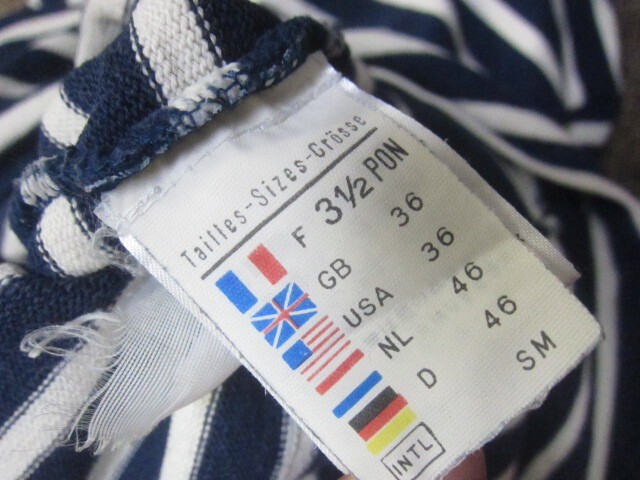 Tailles-Sizes-Grösse
F 3½ PON
GB 36
USA 36
NL 46
D 46
INTL SM